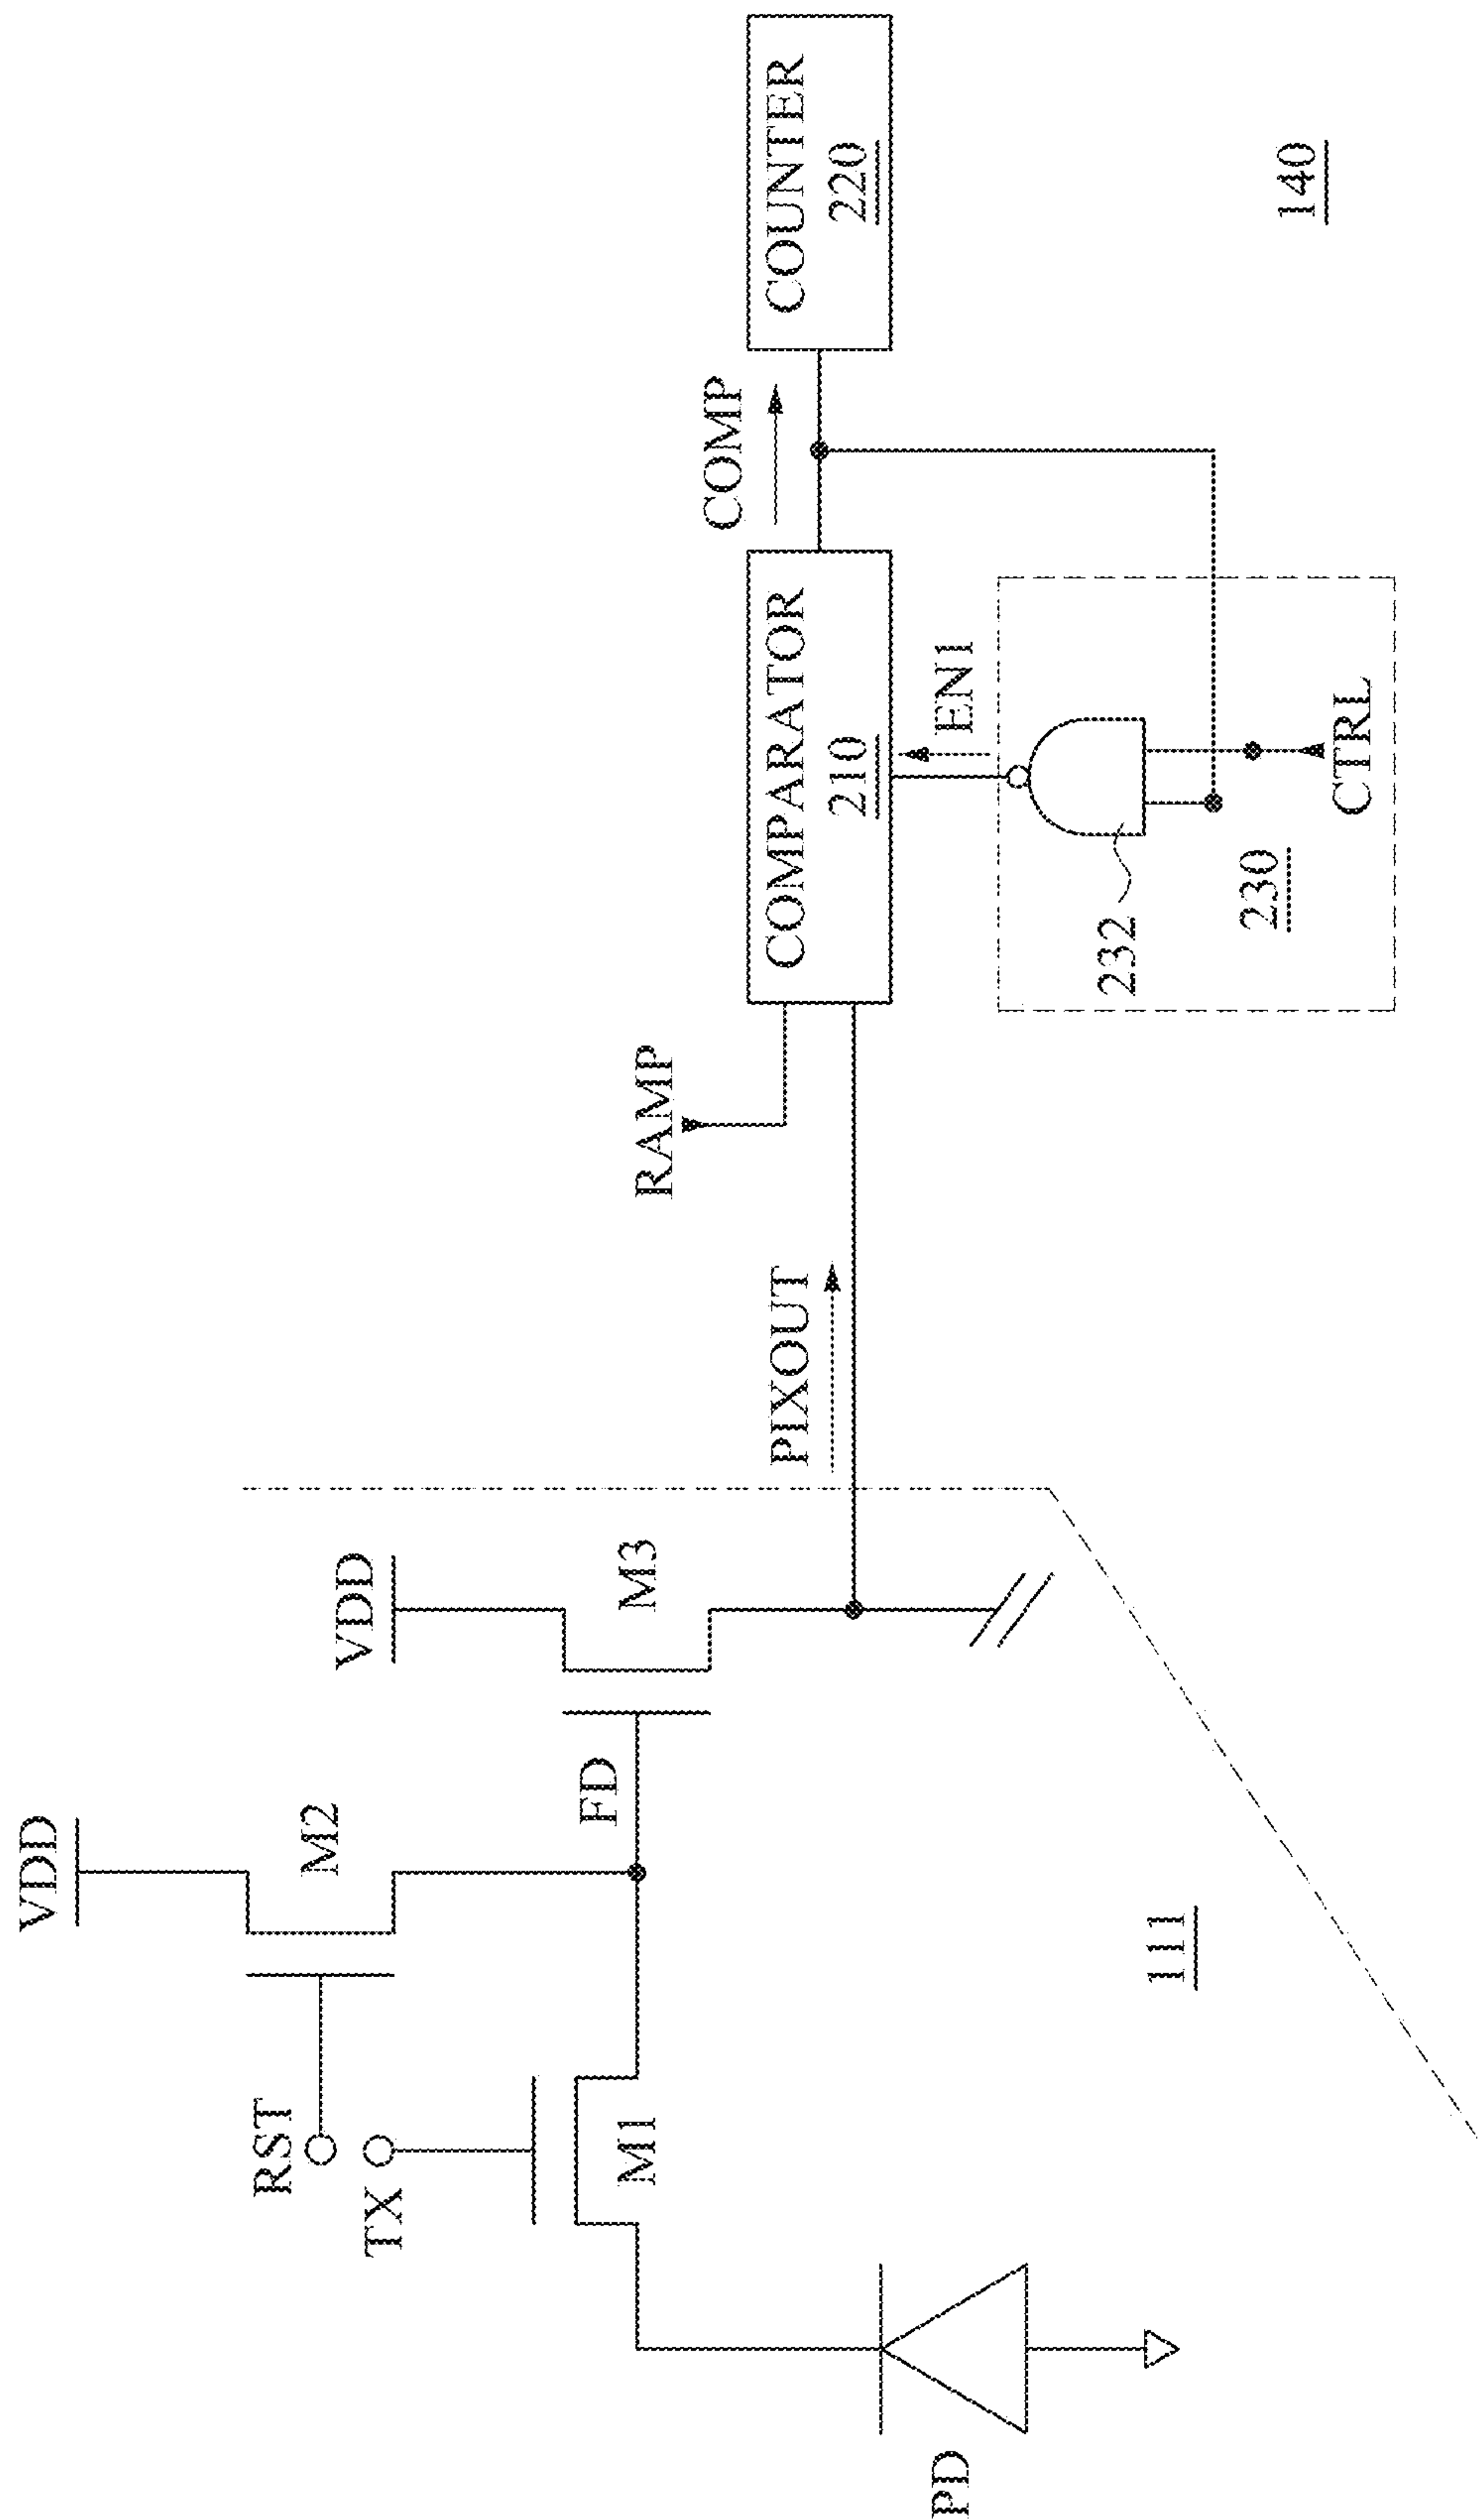 VDD
VDD
M2
RST
TX
FD
M3
M1
PD
111
PIXOUT
RAMP
COMPARATOR
210
COMP
COUNTER
220
EN1
232
230
CTRL
140